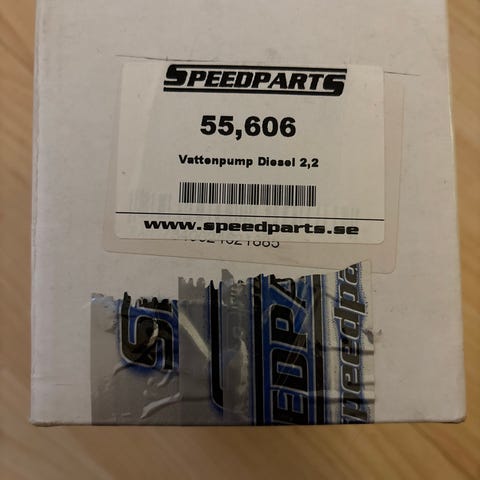 SPEEDPARTS
55,606
Vattenpump Diesel 2,2
www.speedparts.se